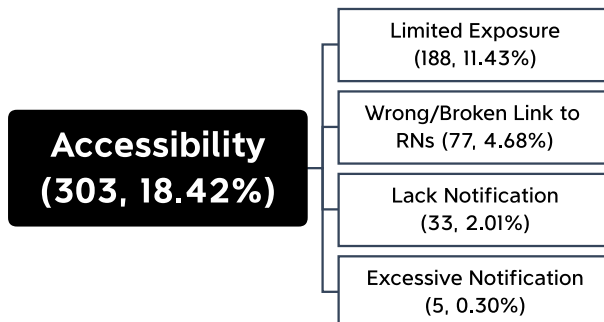 Accessibility
(303, 18.42%)
Limited Exposure
(188, 11.43%)
Wrong/Broken Link to
RNs (77, 4.68%)
Lack Notification
(33, 2.01%)
Excessive Notification
(5, 0.30%)